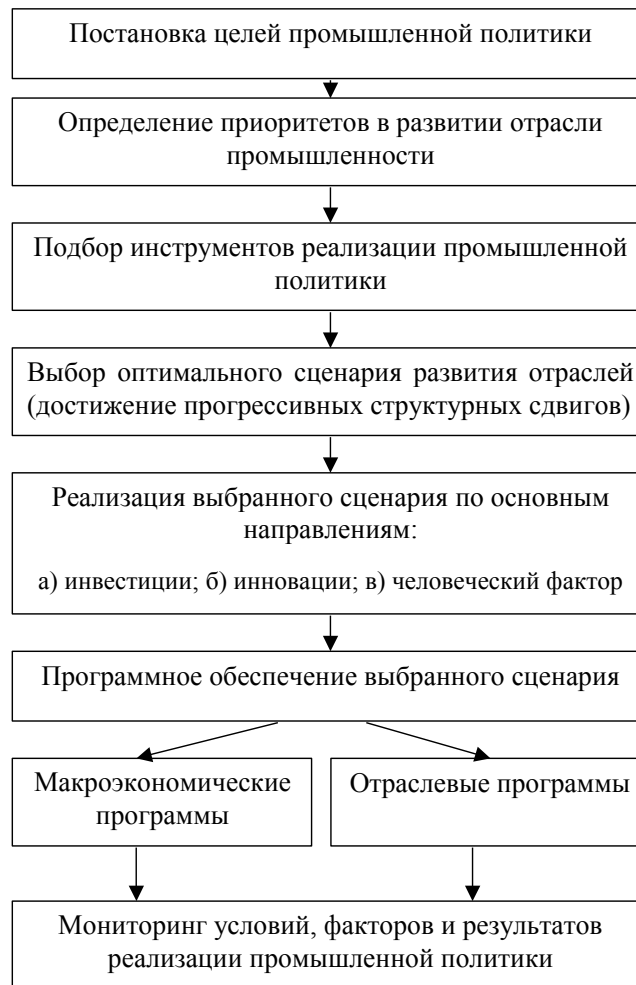 Постановка целей промышленной политики
Определение приоритетов в развитии отрасли
промышленности
Подбор инструментов реализации промышленной
политики
Выбор оптимального сценария развития отраслей
(достижение прогрессивных структурных сдвигов)
Реализация выбранного сценария по основным
направлениям:
а) инвестиции; б) инновации; в) человеческий фактор
Программное обеспечение выбранного сценария
Макроэкономические
программы
Отраслевые программы
Мониторинг условий, факторов и результатов
реализации промышленной политики